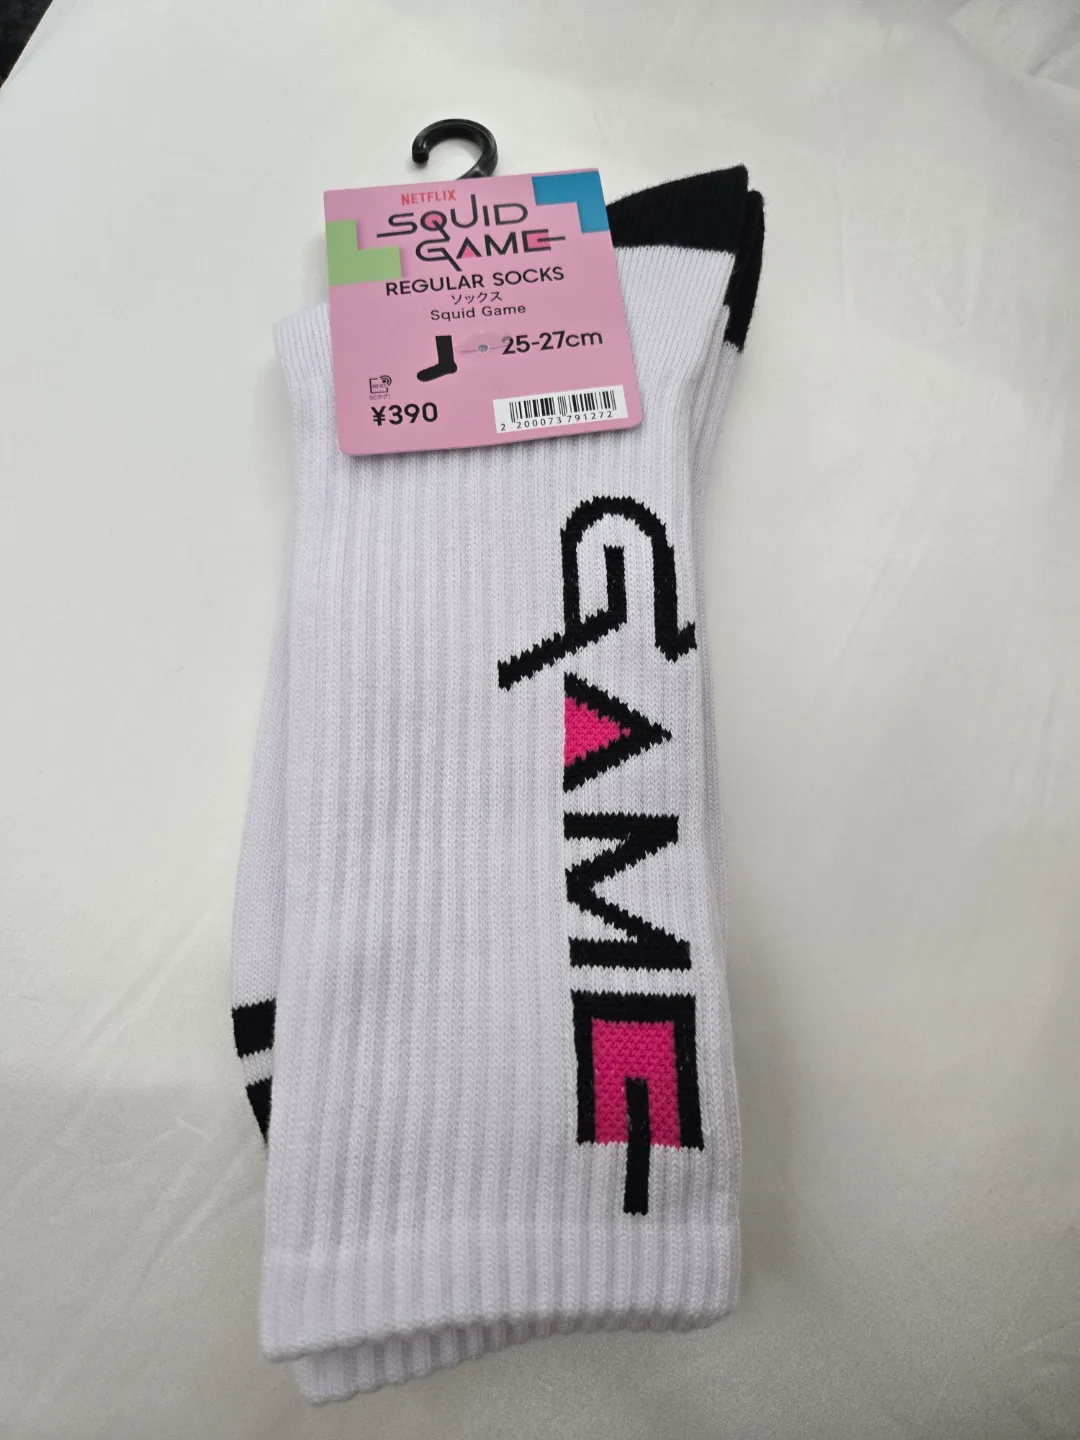 NETFLIX
SQUID
GAME
REGULAR SOCKS
ソックス
Squid Game
25-27cm
¥390
2 200073 791272
GAME